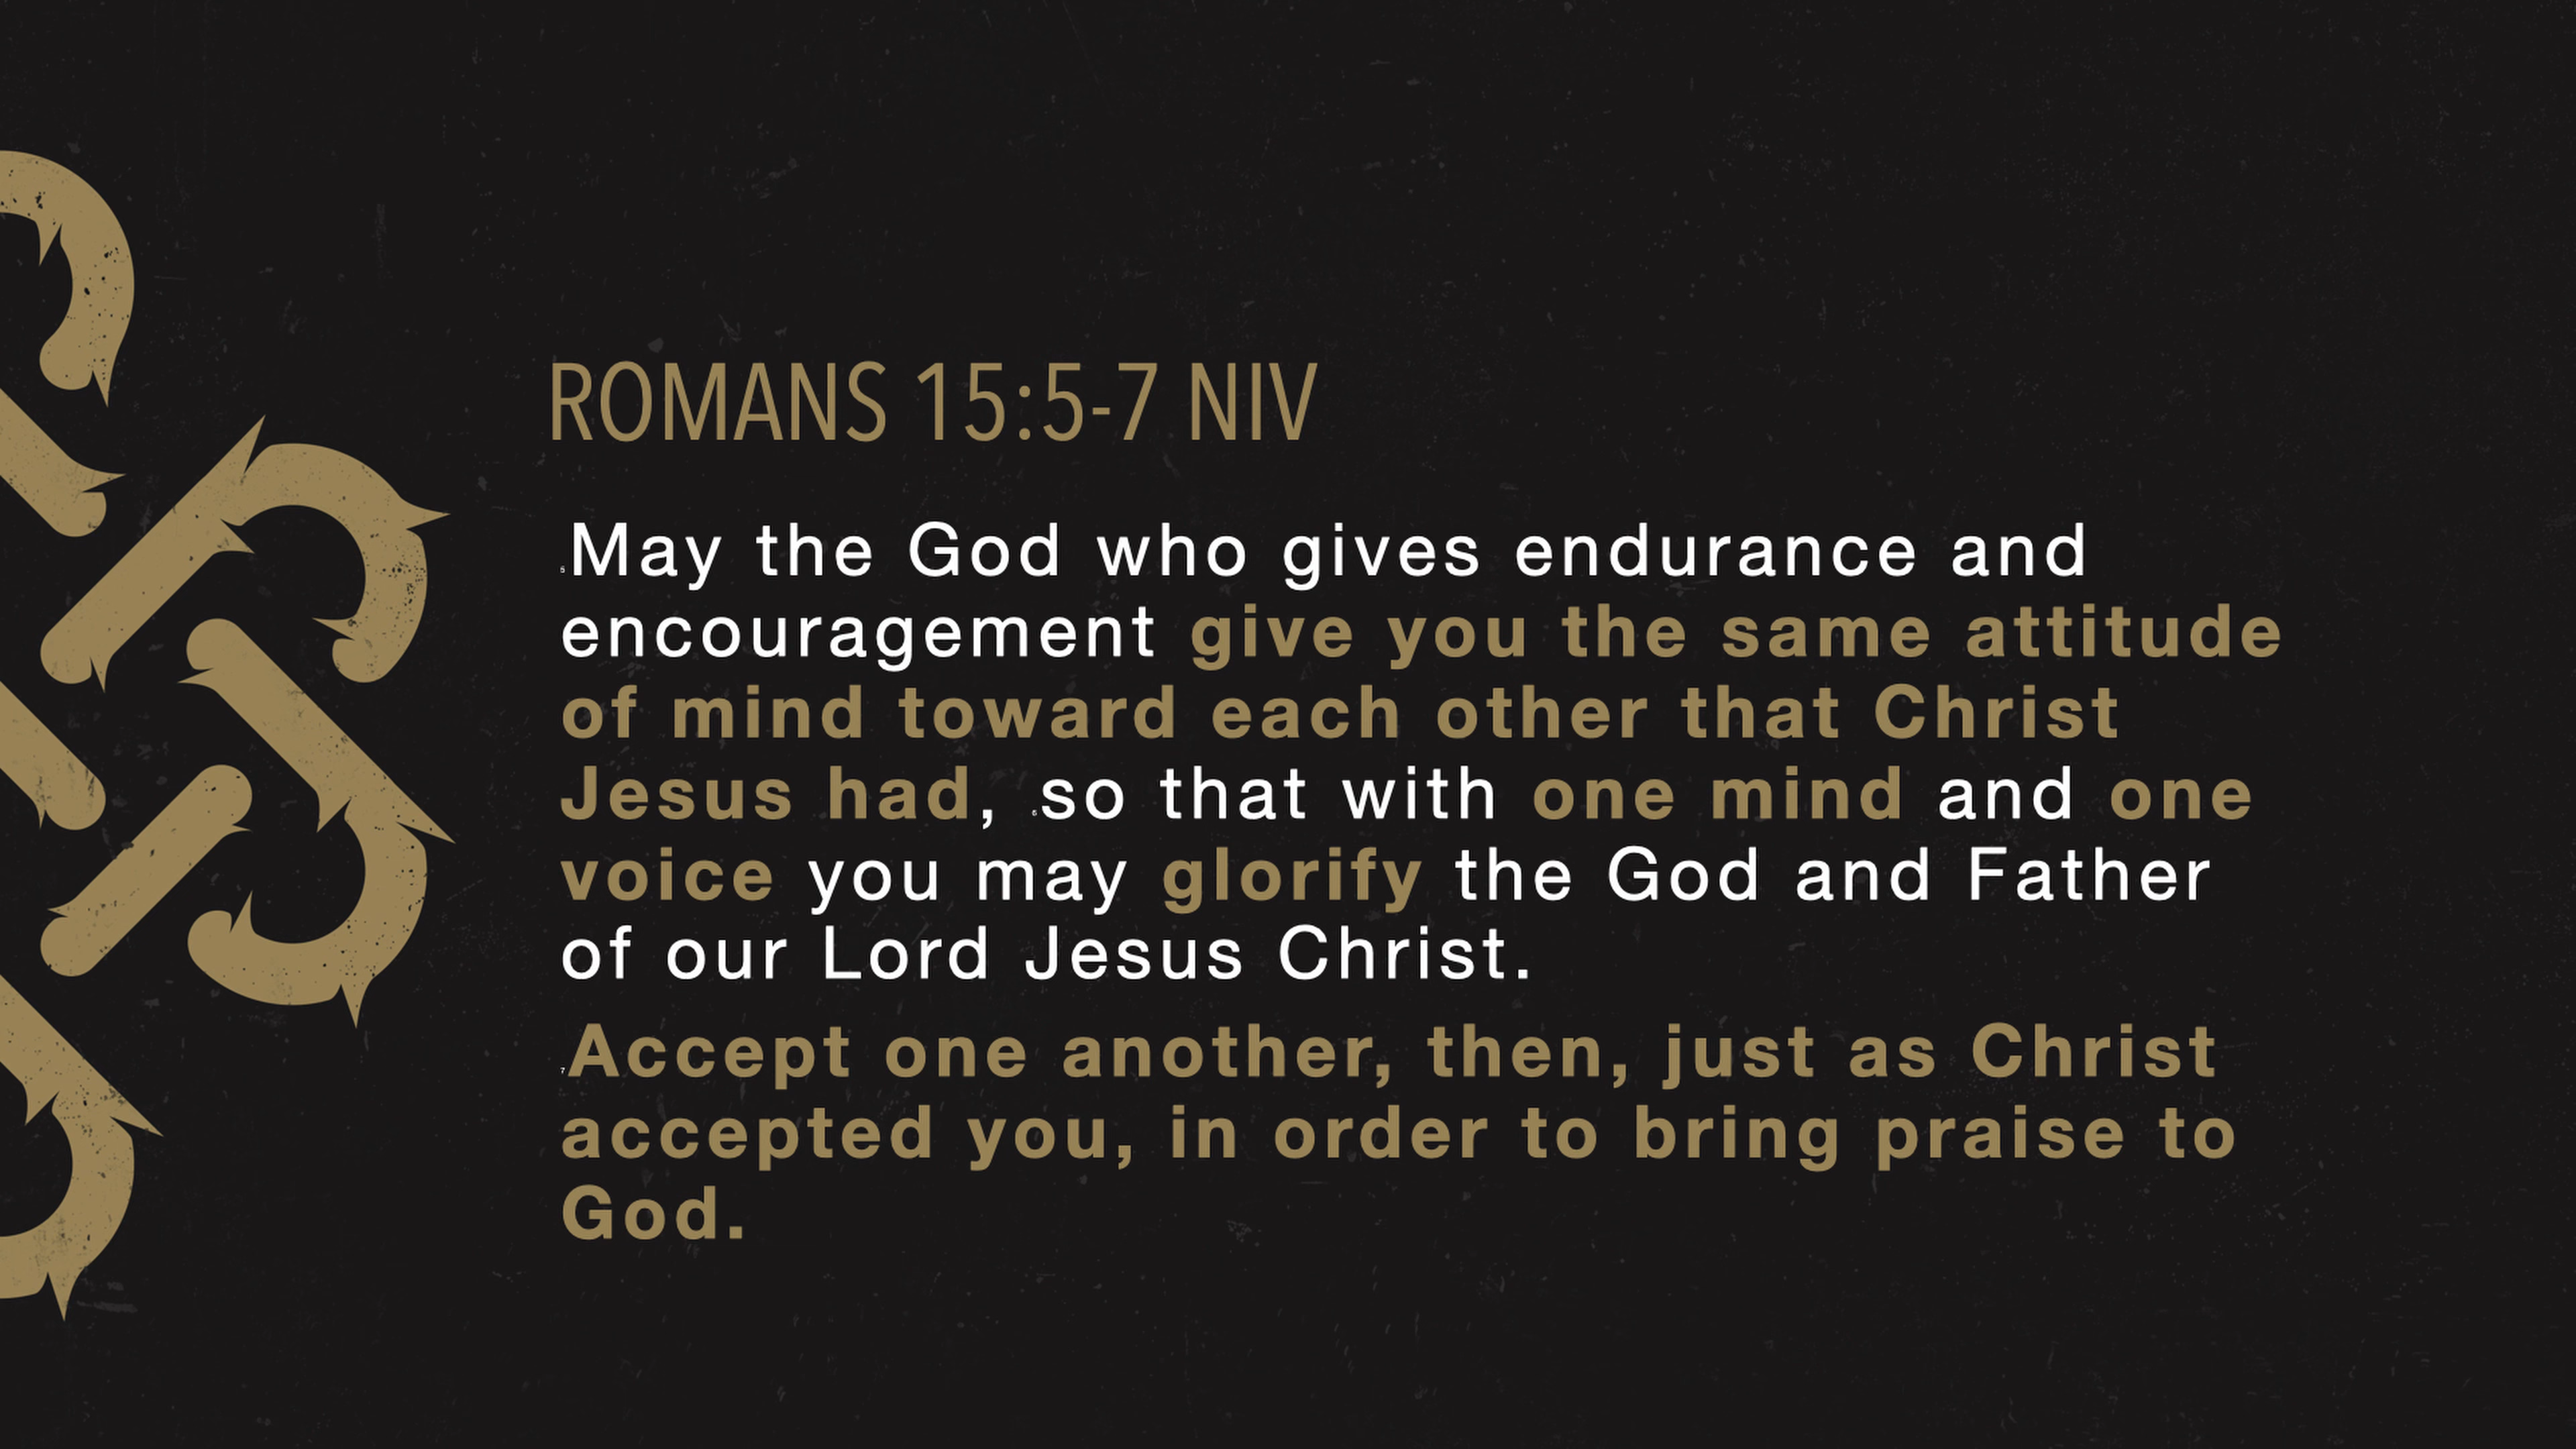 ROMANS 15:5-7 NIV
5May the God who gives endurance and
encouragement give you the same attitude
of mind toward each other that Christ
Jesus had, 6so that with one mind and one
voice you may glorify the God and Father
of our Lord Jesus Christ.
7Accept one another, then, just as Christ
accepted you, in order to bring praise to
God.